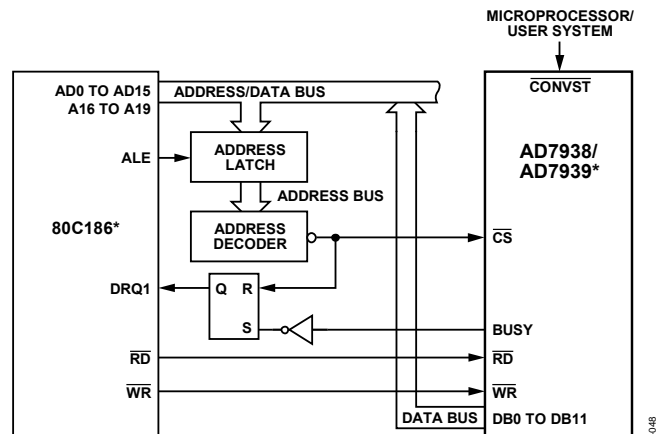 MICROPROCESSOR/
USER SYSTEM
AD0 TO AD15
A16 TO A19
ADDRESS/DATA BUS
CONVST
ALE
ADDRESS
LATCH
AD7938/
AD7939*
ADDRESS BUS
80C186*
ADDRESS
DECODER
CS
DRQ1
Q R
S
BUSY
RD
RD
WR
WR
DATA BUS
DB0 TO DB11
-048